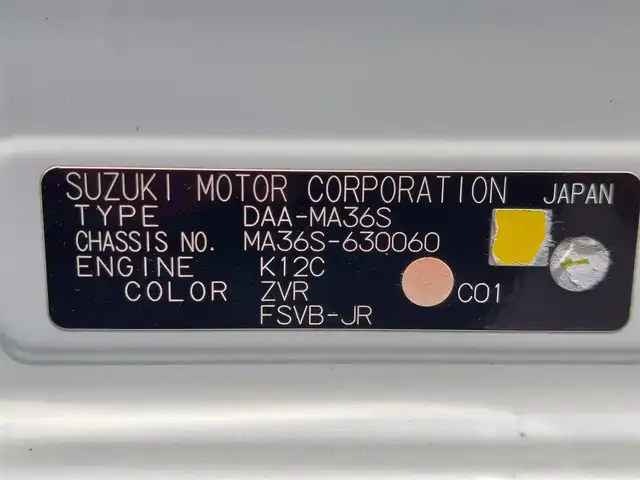 SUZUKI MOTOR CORPORATION JAPAN
TYPE DAA-MA36S
CHASSIS NO. MA36S-630060
ENGINE K12C
COLOR ZVR C01
FSVB-JR